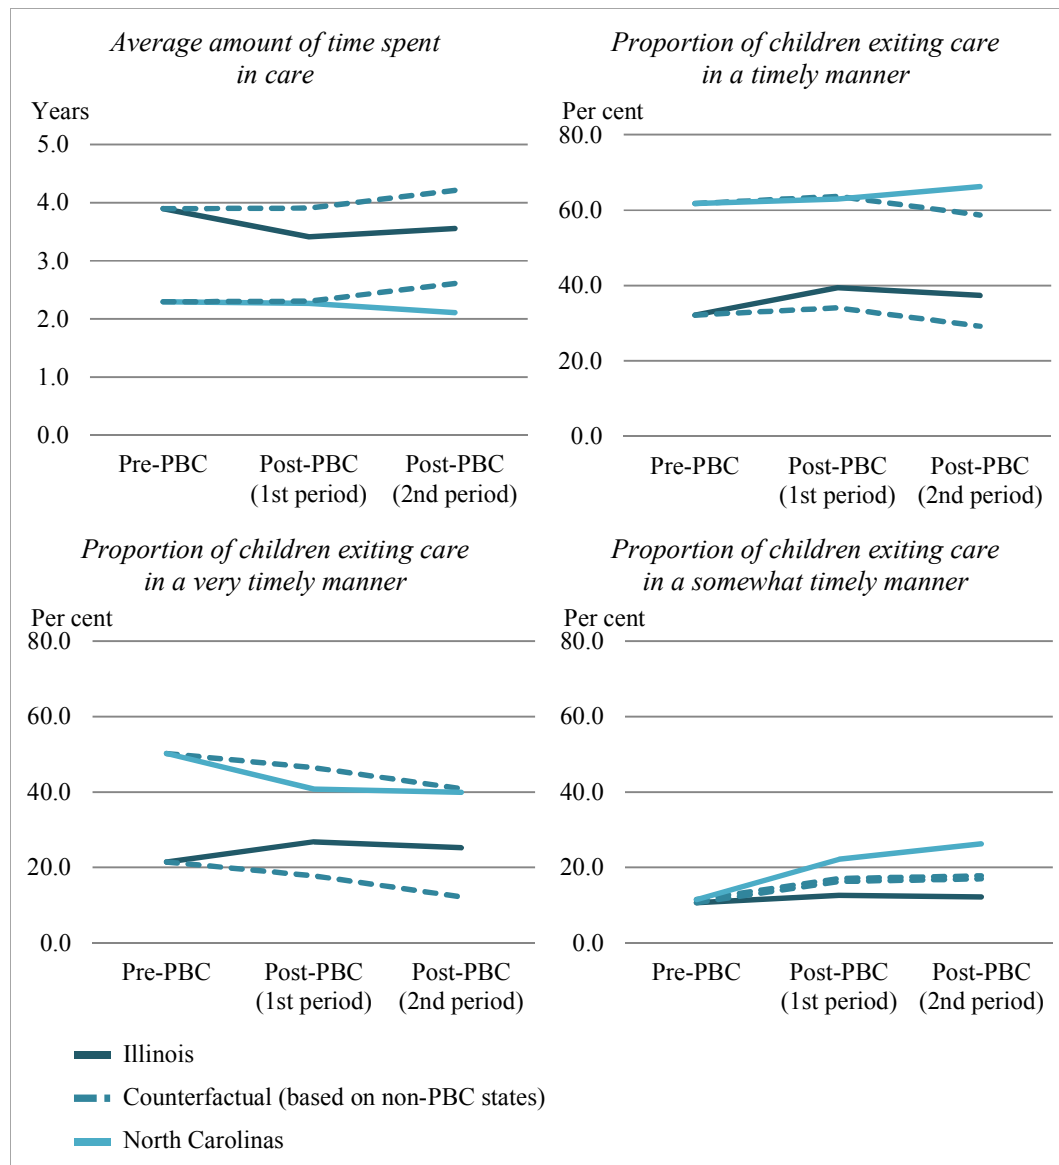 Average amount of time spent
in care
Years
5.0
4.0
3.0
2.0
1.0
0.0
Pre-PBC
Post-PBC
(1st period)
Post-PBC
(2nd period)
Proportion of children exiting care
in a timely manner
Per cent
80.0
60.0
40.0
20.0
0.0
Pre-PBC
Post-PBC
(1st period)
Post-PBC
(2nd period)
Proportion of children exiting care
in a very timely manner
Per cent
80.0
60.0
40.0
20.0
0.0
Pre-PBC
Post-PBC
(1st period)
Post-PBC
(2nd period)
Proportion of children exiting care
in a somewhat timely manner
Per cent
80.0
60.0
40.0
20.0
0.0
Pre-PBC
Post-PBC
(1st period)
Post-PBC
(2nd period)
Illinois
Counterfactual (based on non-PBC states)
North Carolinas